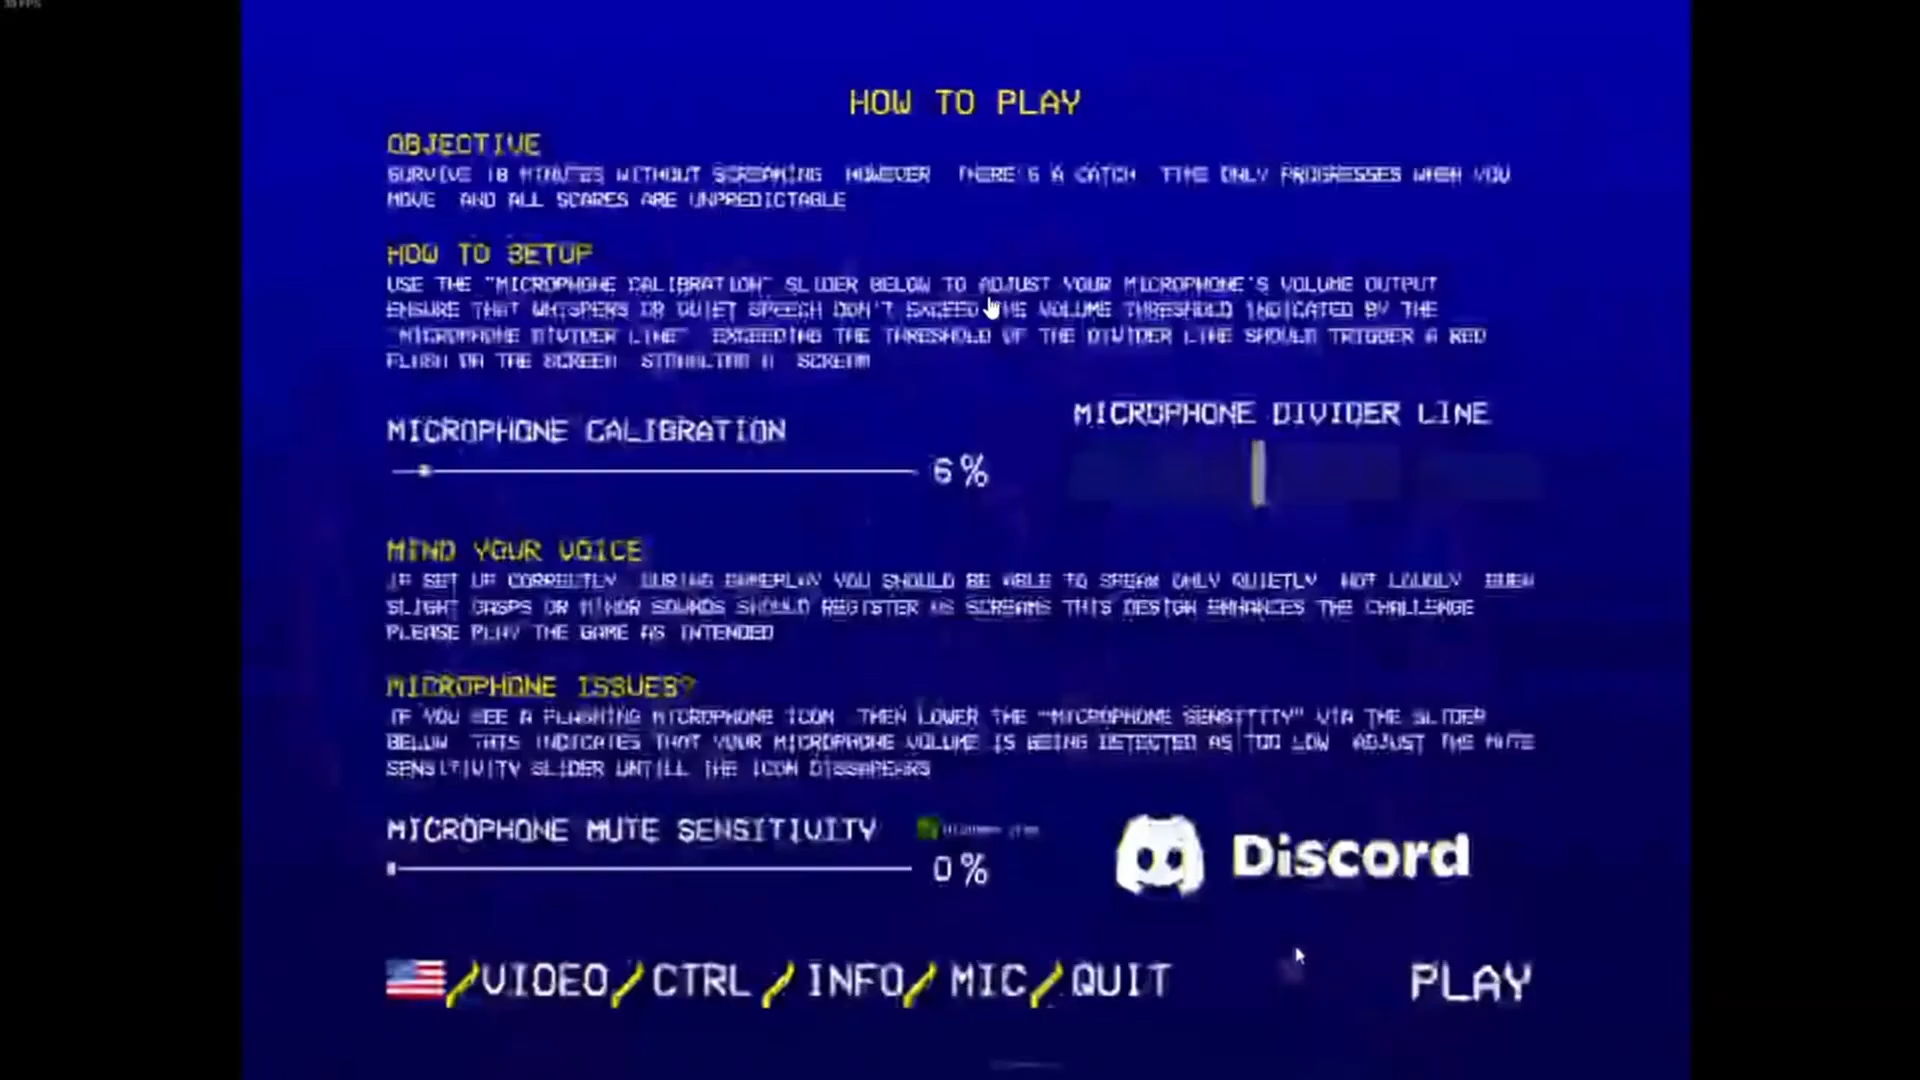 HOW TO PLAY
OBJECTIVE
SURVIVE 18 MINUTES WITHOUT SCREAMING HOWEVER THERE'S A CATCH TIME ONLY PROGRESSES WHEN YOU
MOVE AND ALL SCARES ARE UNPREDICTABLE
HOW TO SETUP
USE THE "MICROPHONE CALIBRATION" SLIDER BELOW TO ADJUST YOUR MICROPHONE'S VOLUME OUTPUT
ENSURE THAT WHISPERS OR QUIET SPEECH DON'T EXCEED THE VOLUME THRESHOLD INDICATED BY THE
"MICROPHONE DIVIDER LINE" EXCEEDING THE THRESHOLD OF THE DIVIDER LINE SHOULD TRIGGER A RED
FLASH ON THE SCREEN SIGNALING A SCREAM
MICROPHONE CALIBRATION
6%
MICROPHONE DIVIDER LINE
MIND YOUR VOICE
IF SET UP CORRECTLY DURING GAMEPLAY YOU SHOULD BE ABLE TO SPEAK ONLY QUIETLY NOT LOUDLY EVEN
SLIGHT GASPS OR MINOR SOUNDS SHOULD REGISTER AS SCREAMS THIS DESIGN ENHANCES THE CHALLENGE
PLEASE PLAY THE GAME AS INTENDED
MICROPHONE ISSUES?
IF YOU SEE A FLASHING MICROPHONE ICON THEN LOWER THE "MICROPHONE SENSITITY" VIA THE SLIDER
BELOW THIS INDICATES THAT YOUR MICROPHONE VOLUME IS BEING DETECTED AS TOO LOW ADJUST THE MUTE
SENSITIVITY SLIDER UNTILL THE ICON DISSAPEARS
MICROPHONE MUTE SENSITIVITY
0%
Discord
/VIDEO/CTRL/INFO/MIC/QUIT
PLAY